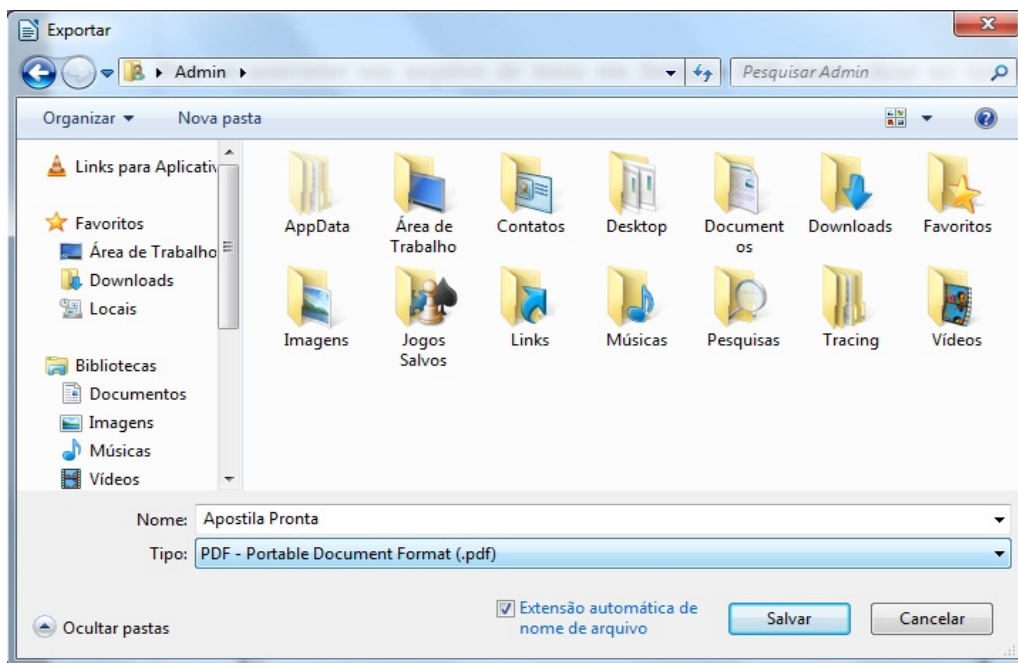 Exportar
Admin
Pesquisar Admin
Organizar
Nova pasta
Links para Aplicativ
Favoritos
Área de Trabalho
Downloads
Locais
Bibliotecas
Documentos
Imagens
Músicas
Vídeos
AppData
Área de
Trabalho
Contatos
Desktop
Document
os
Downloads
Favoritos
Imagens
Jogos
Salvos
Links
Músicas
Pesquisas
Tracing
Vídeos
Nome: Apostila Pronta
Tipo: PDF - Portable Document Format (.pdf)
Extensão automática de
nome de arquivo
Ocultar pastas
Salvar
Cancelar